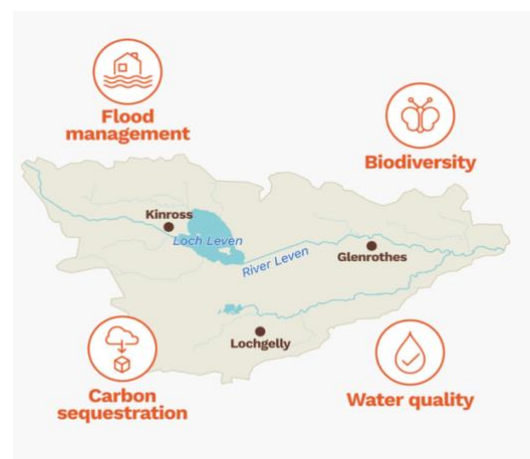 Flood
management
Biodiversity
Kinross
Loch Leven
River Leven
Glenrothes
Lochgelly
Carbon
sequestration
Water quality